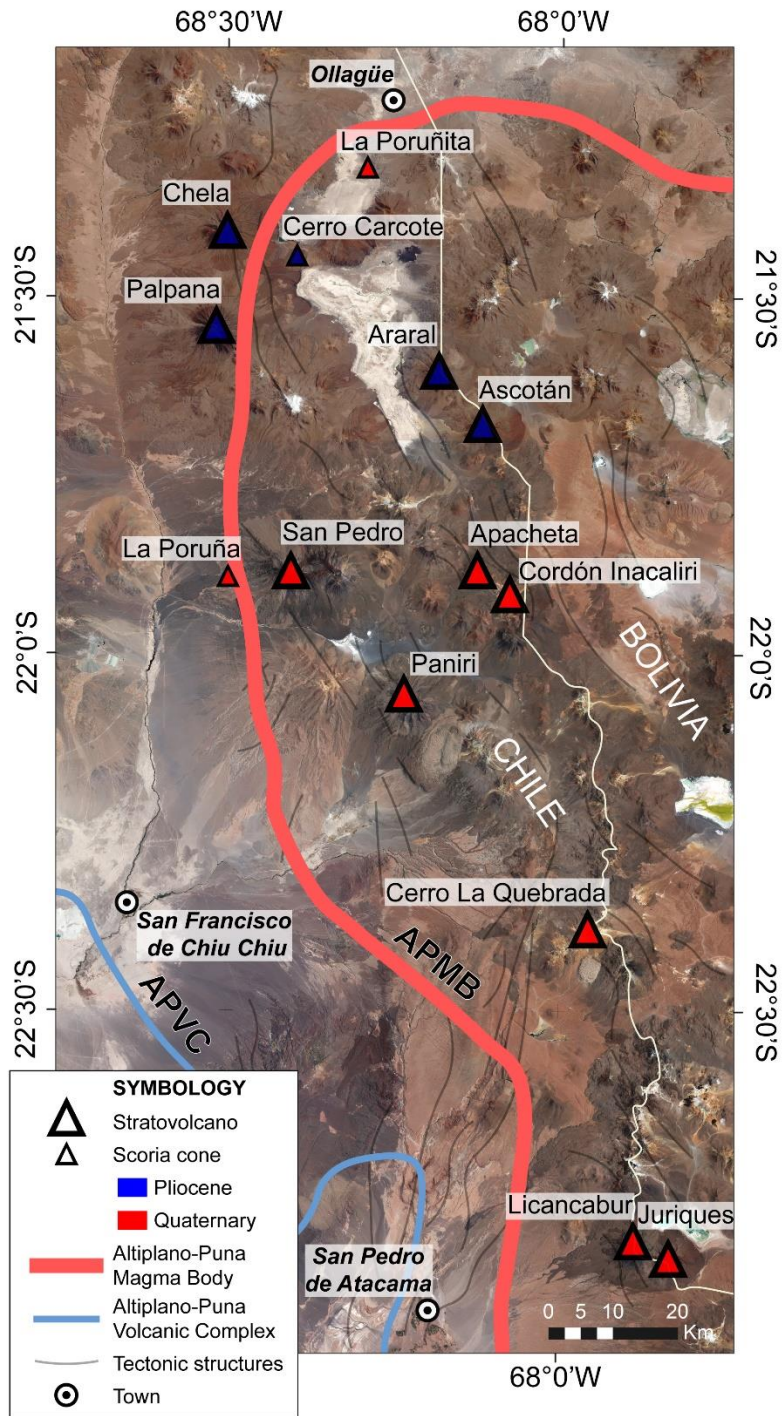 68°30'W
68°0'W
Ollagüe
La Poruñita
Chela
Cerro Carcote
21°30'S
21°30'S
Palpana
Araral
Ascotán
La Poruña
San Pedro
Apacheta
Cordón Inacaliri
22°0'S
22°0'S
BOLIVIA
Paniri
CHILE
Cerro La Quebrada
San Francisco
de Chiu Chiu
APMB
APVC
22°30'S
22°30'S
SYMBOLOGY
Stratovolcano
Scoria cone
Pliocene
Quaternary
Altiplano-Puna
Magma Body
Altiplano-Puna
Volcanic Complex
Tectonic structures
Town
Licancabur
Juriques
San Pedro
de Atacama
0 5 10 20
Km
68°0'W